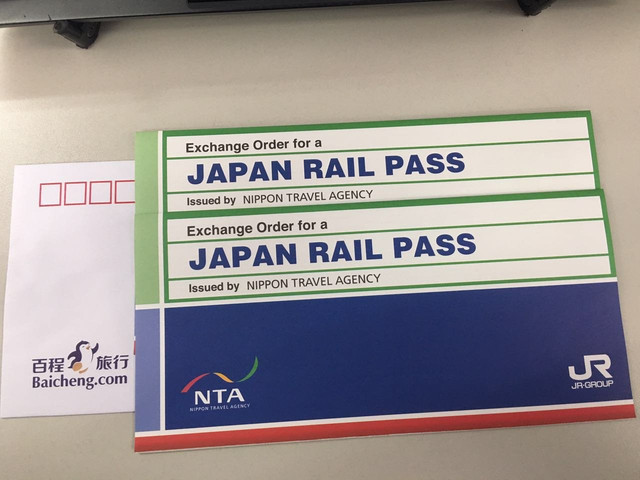 Exchange Order for a
JAPAN RAIL PASS
Issued by NIPPON TRAVEL AGENCY
Exchange Order for a
JAPAN RAIL PASS
Issued by NIPPON TRAVEL AGENCY
百程 旅行
Baicheng.com
NTA
NIPPON TRAVEL AGENCY
JR
JR-GROUP